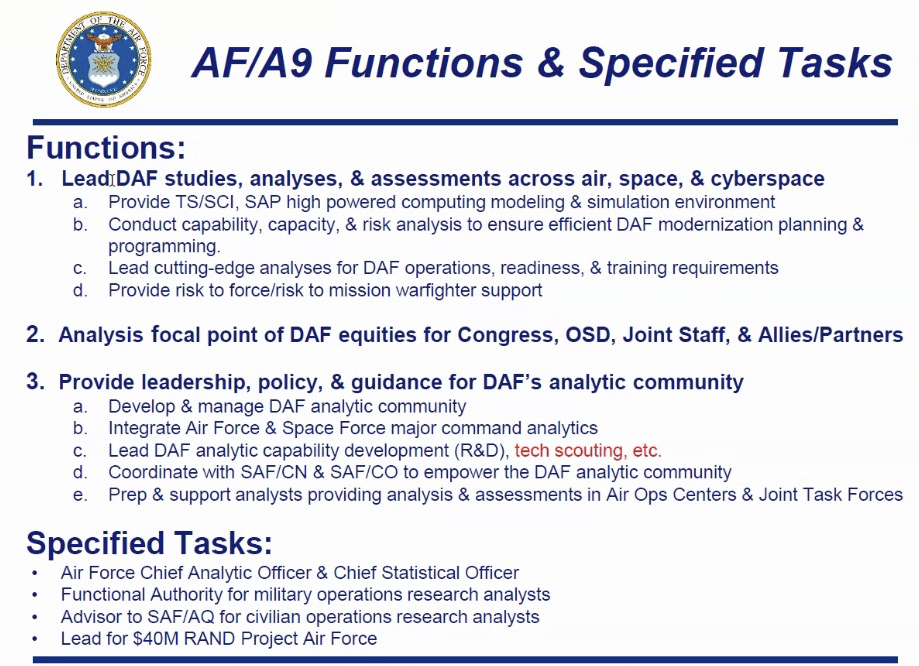 DEPARTMENT OF THE AIR FORCE
UNITED STATES OF AMERICA
AF/A9 Functions & Specified Tasks
Functions:
1. Lead DAF studies, analyses, & assessments across air, space, & cyberspace
a. Provide TS/SCI, SAP high powered computing modeling & simulation environment
b. Conduct capability, capacity, & risk analysis to ensure efficient DAF modernization planning &
programming.
c. Lead cutting-edge analyses for DAF operations, readiness, & training requirements
d. Provide risk to force/risk to mission warfighter support
2. Analysis focal point of DAF equities for Congress, OSD, Joint Staff, & Allies/Partners
3. Provide leadership, policy, & guidance for DAF’s analytic community
a. Develop & manage DAF analytic community
b. Integrate Air Force & Space Force major command analytics
c. Lead DAF analytic capability development (R&D), tech scouting, etc.
d. Coordinate with SAF/CN & SAF/CO to empower the DAF analytic community
e. Prep & support analysts providing analysis & assessments in Air Ops Centers & Joint Task Forces
Specified Tasks:
• Air Force Chief Analytic Officer & Chief Statistical Officer
• Functional Authority for military operations research analysts
• Advisor to SAF/AQ for civilian operations research analysts
• Lead for $40M RAND Project Air Force